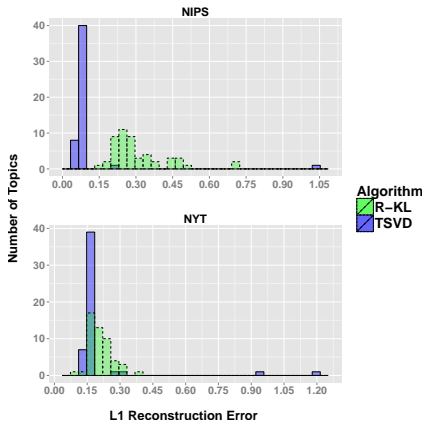 NIPS
40
30
20
10
0
0.00 0.15 0.30 0.45 0.60 0.75 0.90 1.05
Number of Topics
NYT
40
30
20
10
0
0.00 0.15 0.30 0.45 0.60 0.75 0.90 1.05 1.20
L1 Reconstruction Error
Algorithm
R−KL
TSVD